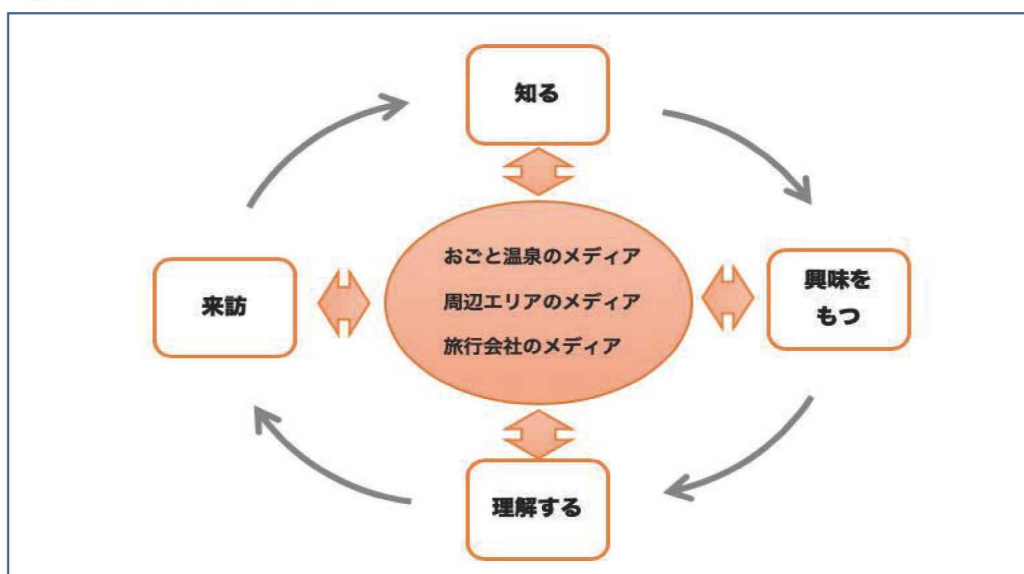 知る
おごと温泉のメディア
周辺エリアのメディア
旅行会社のメディア
来訪
興味を
もつ
理解する